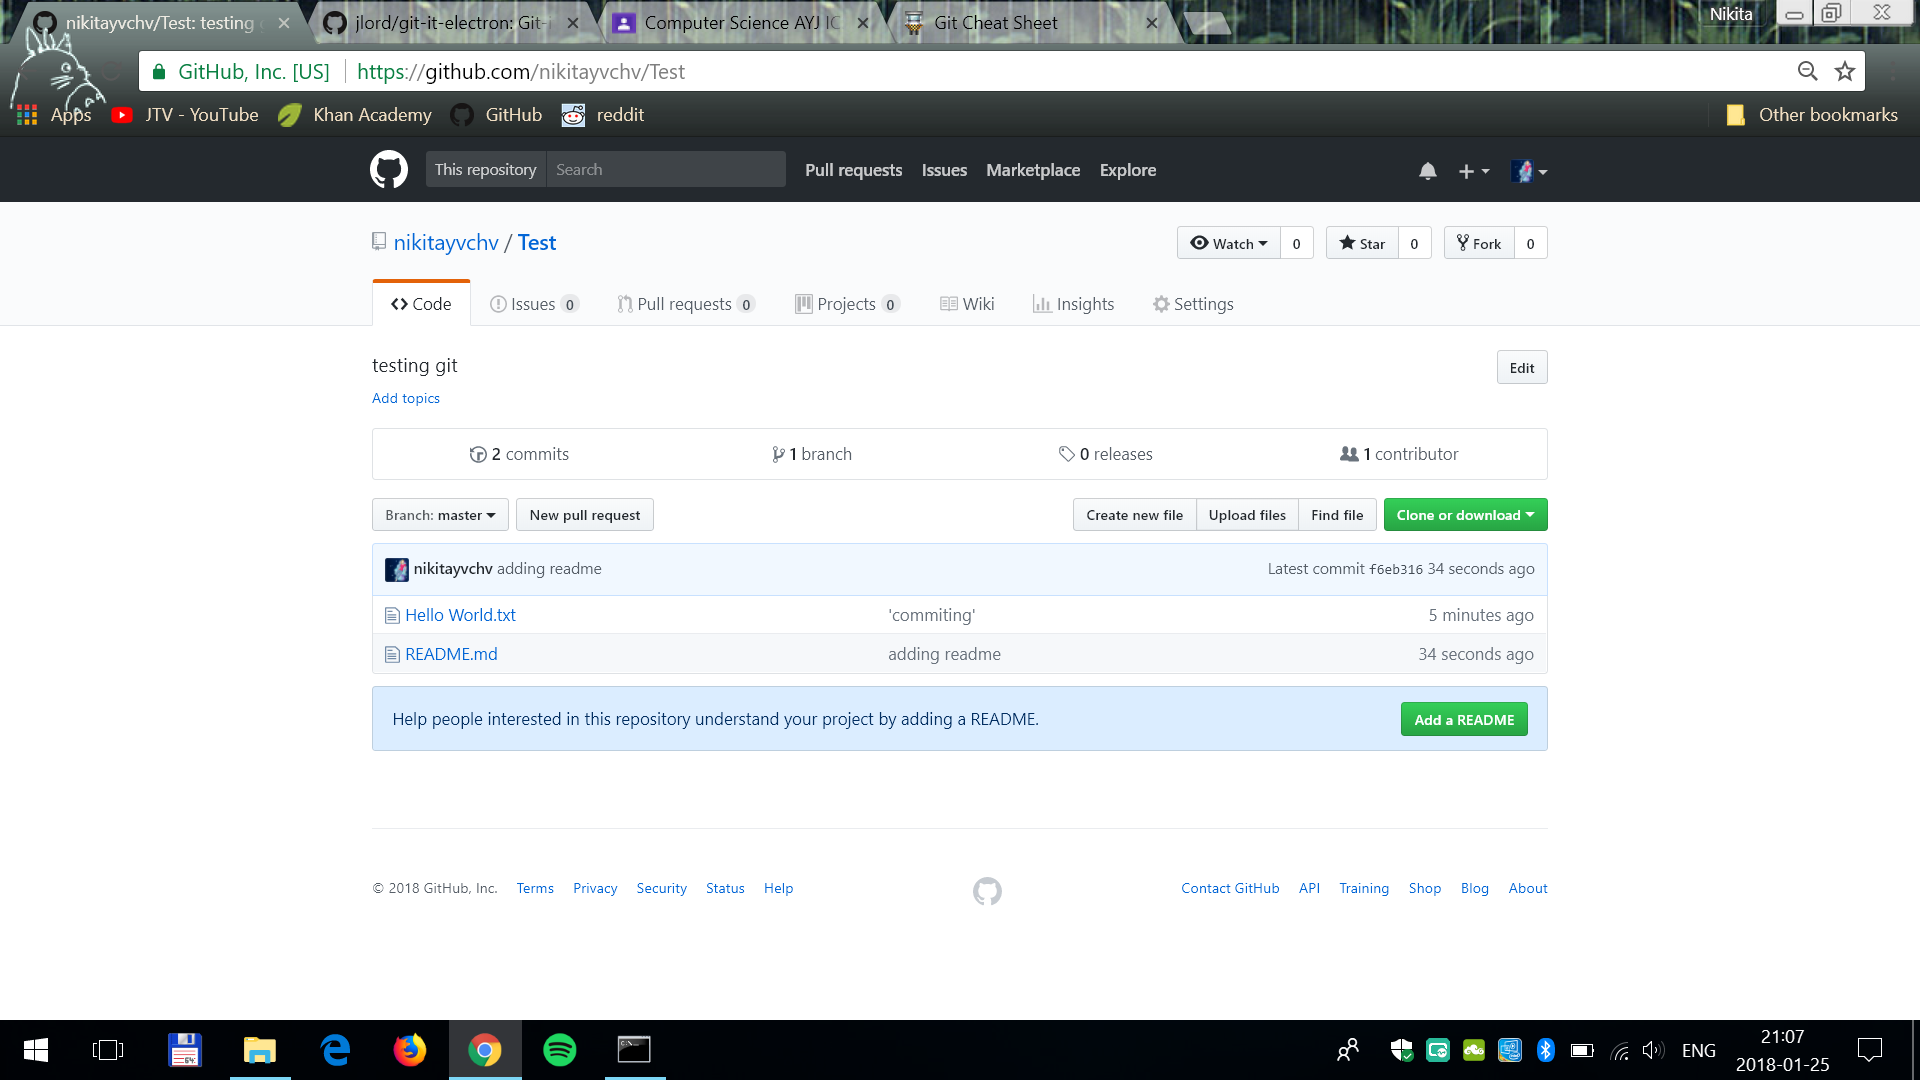 nikitayvchv/Test: testing
jlord/git-it-electron: Git-i
Computer Science AYJ IC
Git Cheat Sheet
Nikita
GitHub, Inc. [US] https://github.com/nikitayvchv/Test
Apps JTV - YouTube Khan Academy GitHub reddit Other bookmarks
This repository Search Pull requests Issues Marketplace Explore
nikitayvchv / Test
Watch 0 Star 0 Fork 0
Code Issues 0 Pull requests 0 Projects 0 Wiki Insights Settings
testing git Edit
Add topics
2 commits 1 branch 0 releases 1 contributor
Branch: master New pull request Create new file Upload files Find file Clone or download
nikitayvchv adding readme Latest commit f6eb316 34 seconds ago
Hello World.txt 'commiting' 5 minutes ago
README.md adding readme 34 seconds ago
Help people interested in this repository understand your project by adding a README. Add a README
© 2018 GitHub, Inc. Terms Privacy Security Status Help Contact GitHub API Training Shop Blog About
64
C:\_
ENG
21:07
2018-01-25